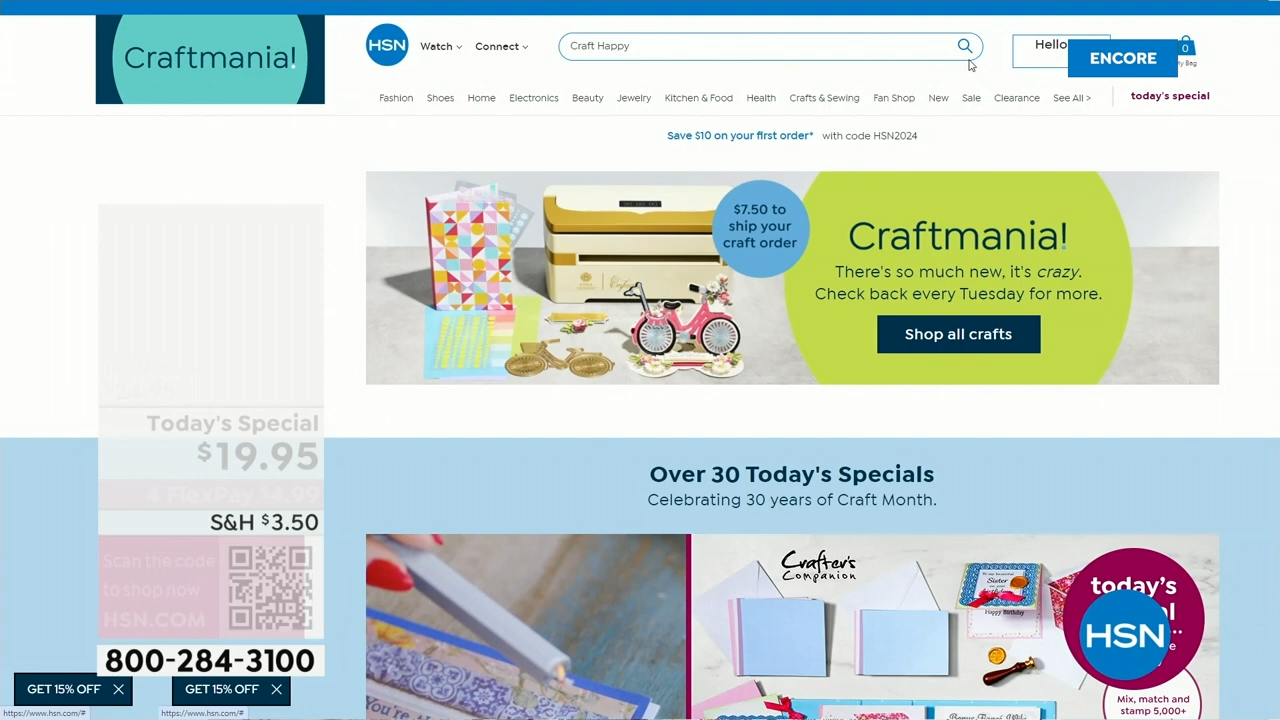 Craftmania!
HSN
Watch
Connect
Craft Happy
Hello
ENCORE
0
My Bag
Fashion Shoes Home Electronics Beauty Jewelry Kitchen & Food Health Crafts & Sewing Fan Shop New Sale Clearance See All > today's special
Save $10 on your first order* with code HSN2024
$7.50 to
ship your
craft order
Craftmania!
There's so much new, it's crazy.
Check back every Tuesday for more.
Shop all crafts
Today's Special
$19.95
4 FlexPay $4.99
S&H $3.50
Scan the code
to shop now
HSN.COM
800-284-3100
Over 30 Today's Specials
Celebrating 30 years of Craft Month.
Crafter's
Companion
Sister
Happy Birthday
You're
today's
HSN
Mix, match and
stamp 5,000+
GET 15% OFF
GET 15% OFF
https://www.hsn.com/#
https://www.hsn.com/#